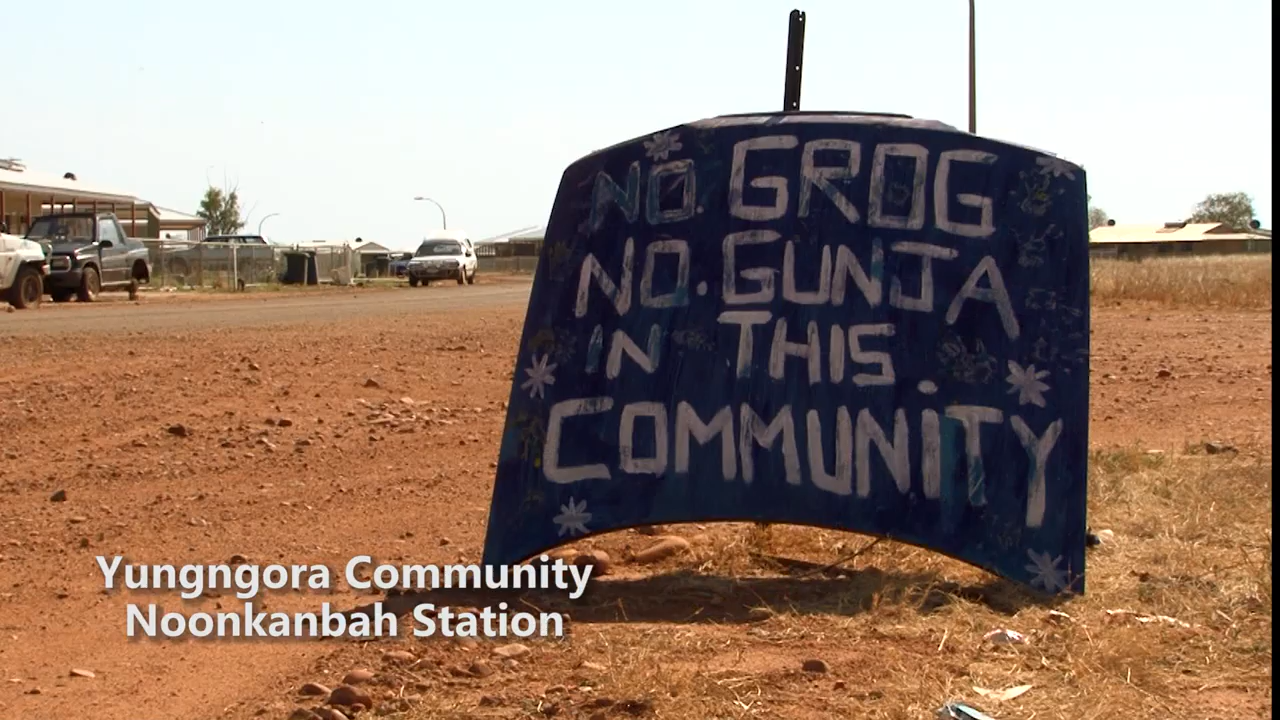 NO. GROG
NO. GUNJA
IN THIS.
COMMUNITY
Yungngora Community
Noonkanbah Station